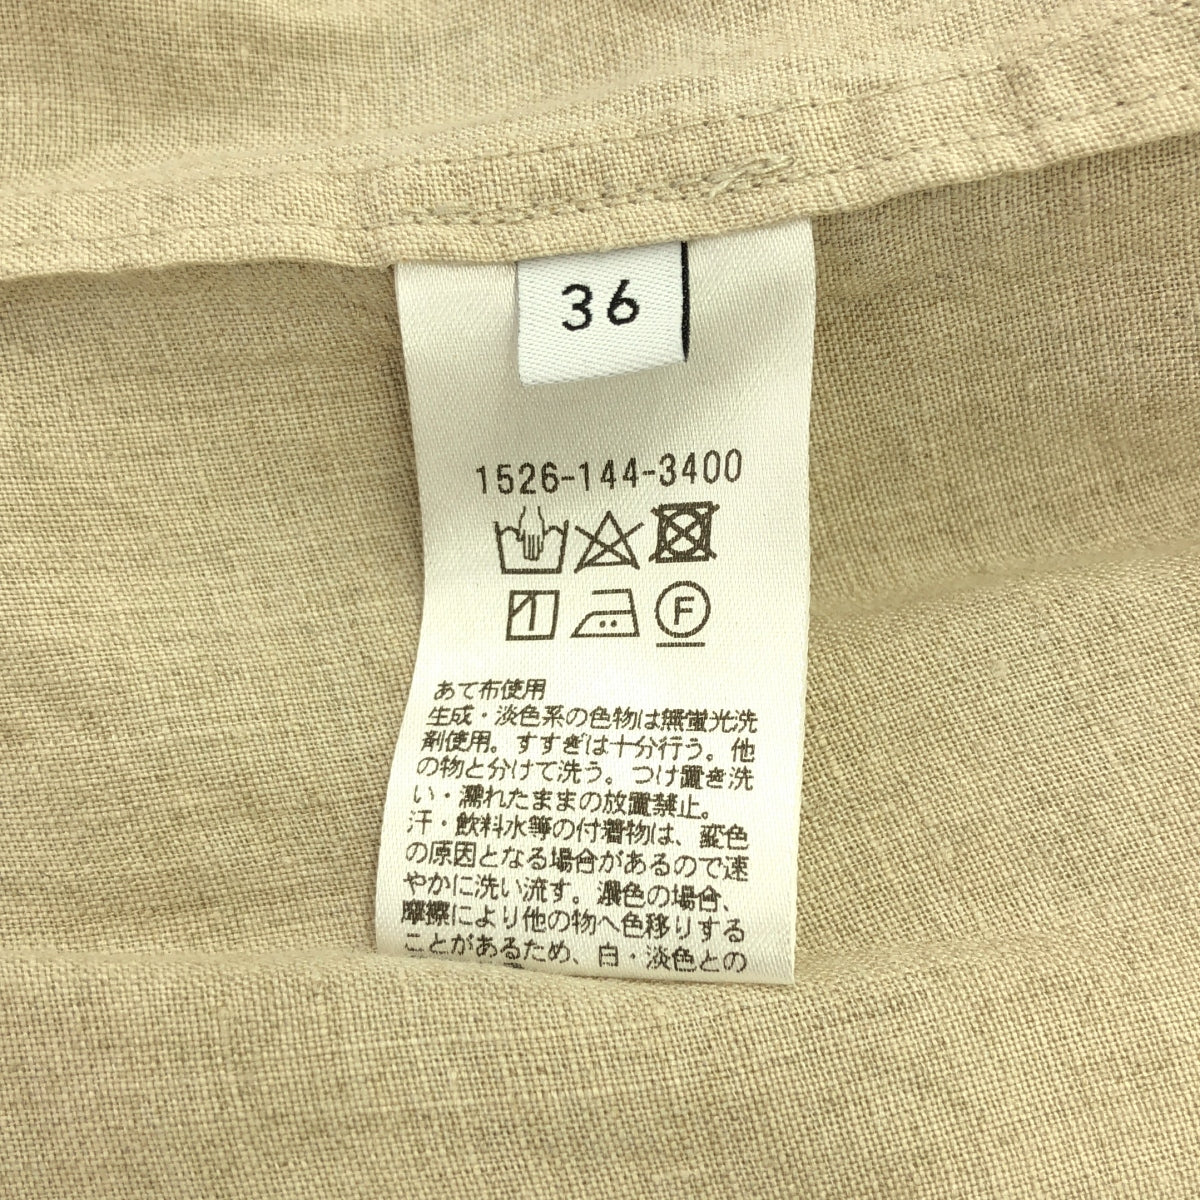 36
1526-144-3400
F
あて布使用
生成・淡色系の色物は無蛍光洗
剤使用。すすぎは十分行う。他
の物と分けて洗う。つけ置き洗
い・濡れたままの放置禁止。
汗・飲料水等の付着物は、変色
の原因となる場合があるので速
やかに洗い流す。濃色の場合、
摩擦により他の物へ色移りする
ことがあるため、白・淡色との